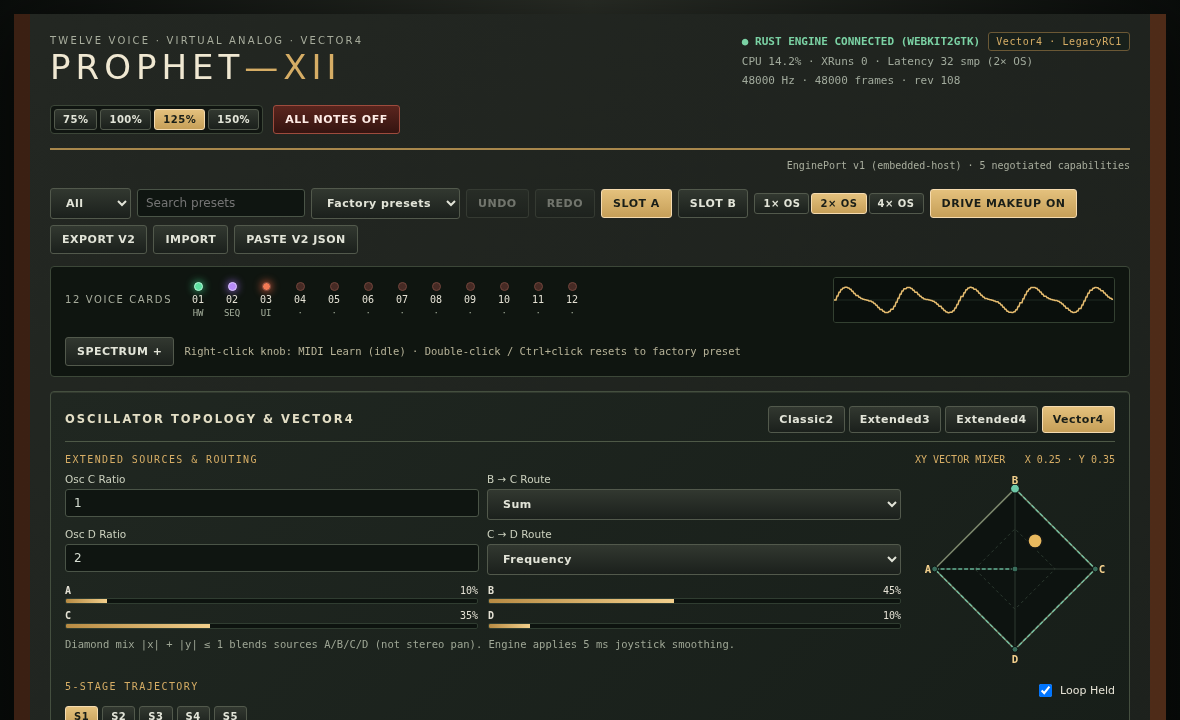 TWELVE VOICE · VIRTUAL ANALOG · VECTOR4
PROPHET—XII
● RUST ENGINE CONNECTED (WEBKIT2GTK) Vector4 · LegacyRC1
CPU 14.2% · XRuns 0 · Latency 32 smp (2× OS)
48000 Hz · 48000 frames · rev 108
75% 100% 125% 150% ALL NOTES OFF
EnginePort v1 (embedded-host) · 5 negotiated capabilities
All Search presets Factory presets UNDO REDO SLOT A SLOT B 1× OS 2× OS 4× OS DRIVE MAKEUP ON
EXPORT V2 IMPORT PASTE V2 JSON
12 VOICE CARDS 01 02 03 04 05 06 07 08 09 10 11 12
HW SEQ UI · · · · · · · · ·
SPECTRUM + Right-click knob: MIDI Learn (idle) · Double-click / Ctrl+click resets to factory preset
OSCILLATOR TOPOLOGY & VECTOR4 Classic2 Extended3 Extended4 Vector4
EXTENDED SOURCES & ROUTING
Osc C Ratio B → C Route
1 Sum
Osc D Ratio C → D Route
2 Frequency
A 10% B 45%
C 35% D 10%
Diamond mix |x| + |y| ≤ 1 blends sources A/B/C/D (not stereo pan). Engine applies 5 ms joystick smoothing.
XY VECTOR MIXER X 0.25 · Y 0.35
B
A C
D
5-STAGE TRAJECTORY Loop Held
S1 S2 S3 S4 S5